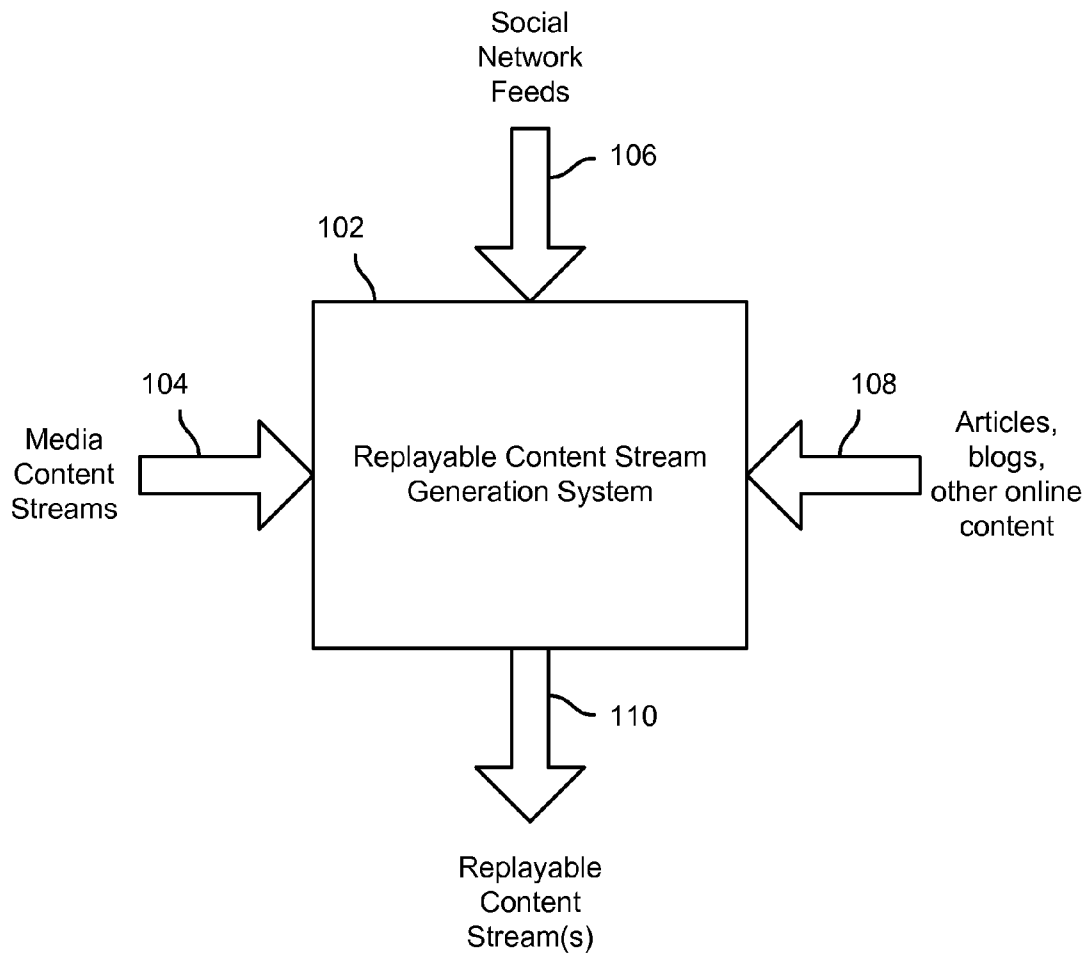 Social
Network
Feeds
106
102
104
108
Media
Content
Streams
Replayable Content Stream
Generation System
Articles,
blogs,
other online
content
110
Replayable
Content
Stream(s)